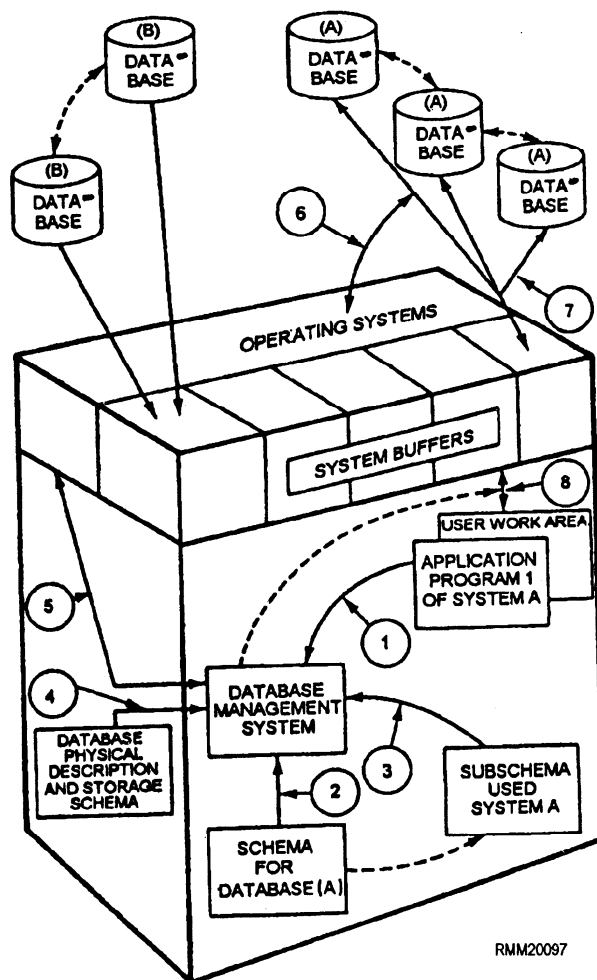 (B)
DATA-
BASE
(A)
DATA-
BASE
(A)
DATA-
BASE
(B)
DATA-
BASE
(A)
DATA-
BASE
6
7
OPERATING SYSTEMS
SYSTEM BUFFERS
8
USER WORK AREA
APPLICATION
PROGRAM 1
OF SYSTEM A
5
1
4
DATABASE
MANAGEMENT
SYSTEM
DATABASE
PHYSICAL
DESCRIPTION
AND STORAGE
SCHEMA
3
2
SUBSCHEMA
USED
SYSTEM A
SCHEMA
FOR
DATABASE (A)
RMM20097